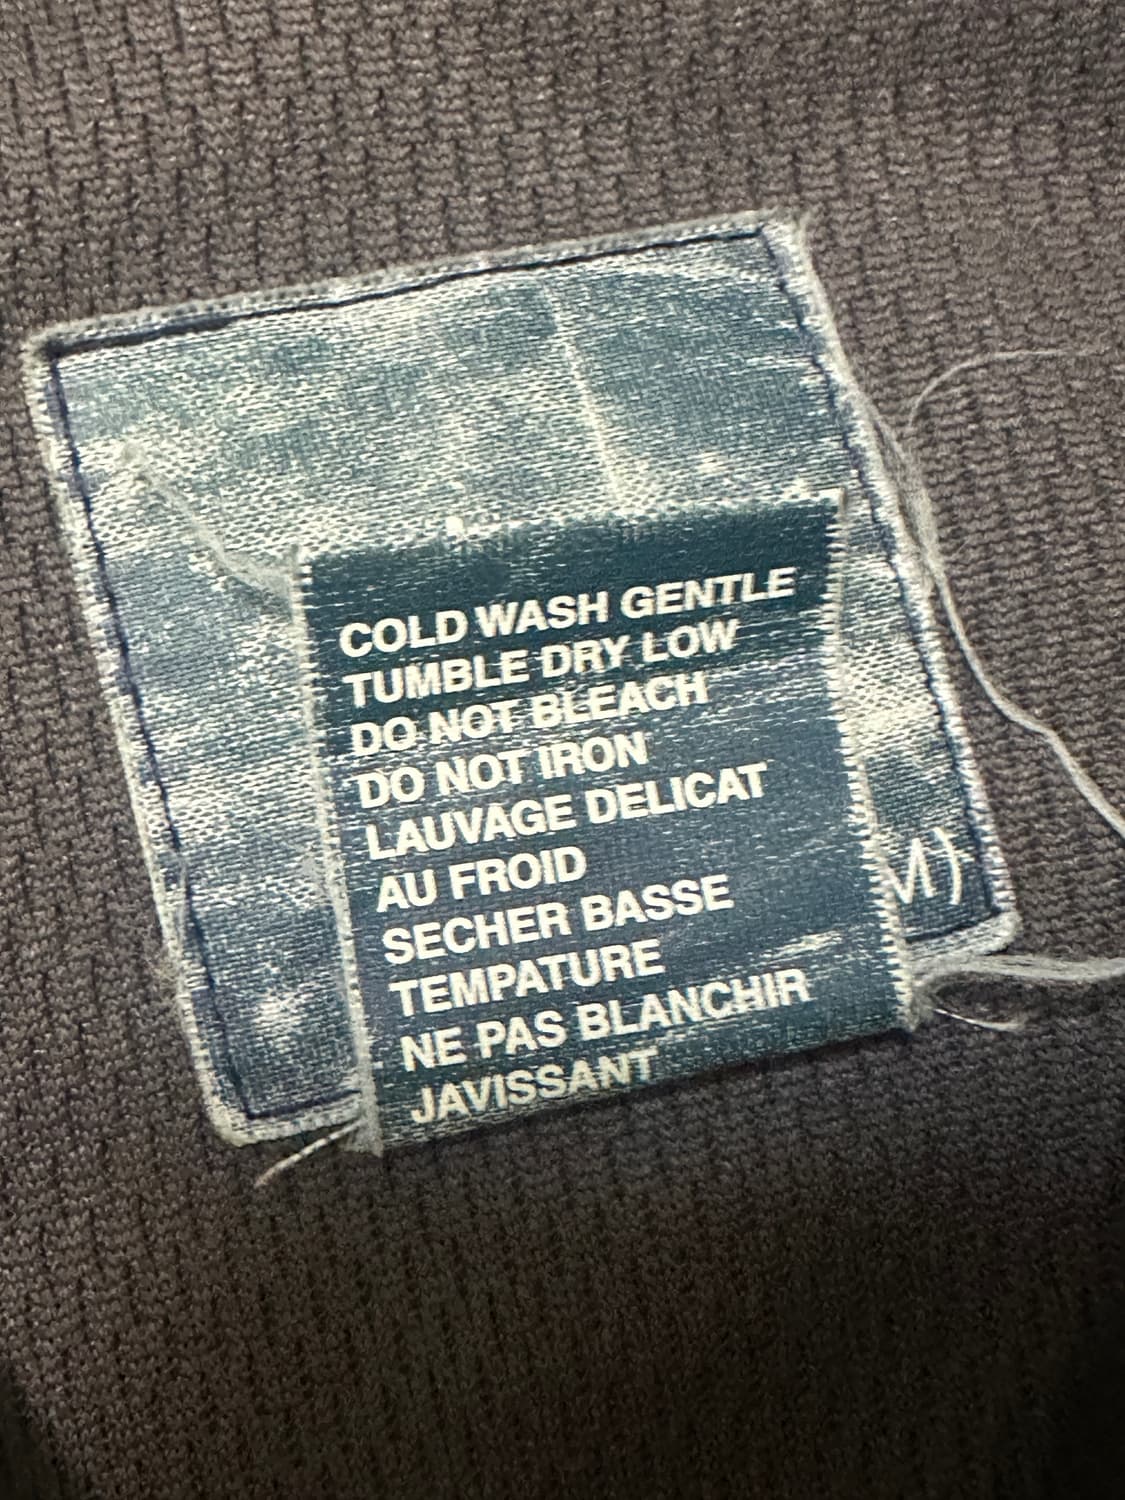 COLD WASH GENTLE
TUMBLE DRY LOW
DO NOT BLEACH
DO NOT IRON
LAUVAGE DELICAT
AU FROID
SECHER BASSE
TEMPATURE
NE PAS BLANCHIR
JAVISSANT
M)